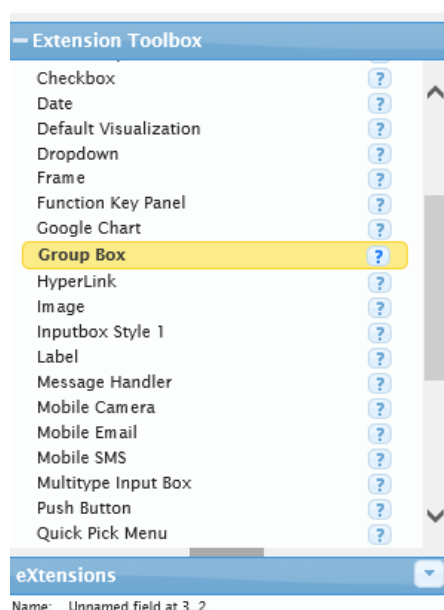 Extension Toolbox
Checkbox ?
Date ?
Default Visualization ?
Dropdown ?
Frame ?
Function Key Panel ?
Google Chart ?
Group Box ?
HyperLink ?
Image ?
Inputbox Style 1 ?
Label ?
Message Handler ?
Mobile Camera ?
Mobile Email ?
Mobile SMS ?
Multitype Input Box ?
Push Button ?
Quick Pick Menu ?
eXtensions
Name: Unnamed field at 3, 2.